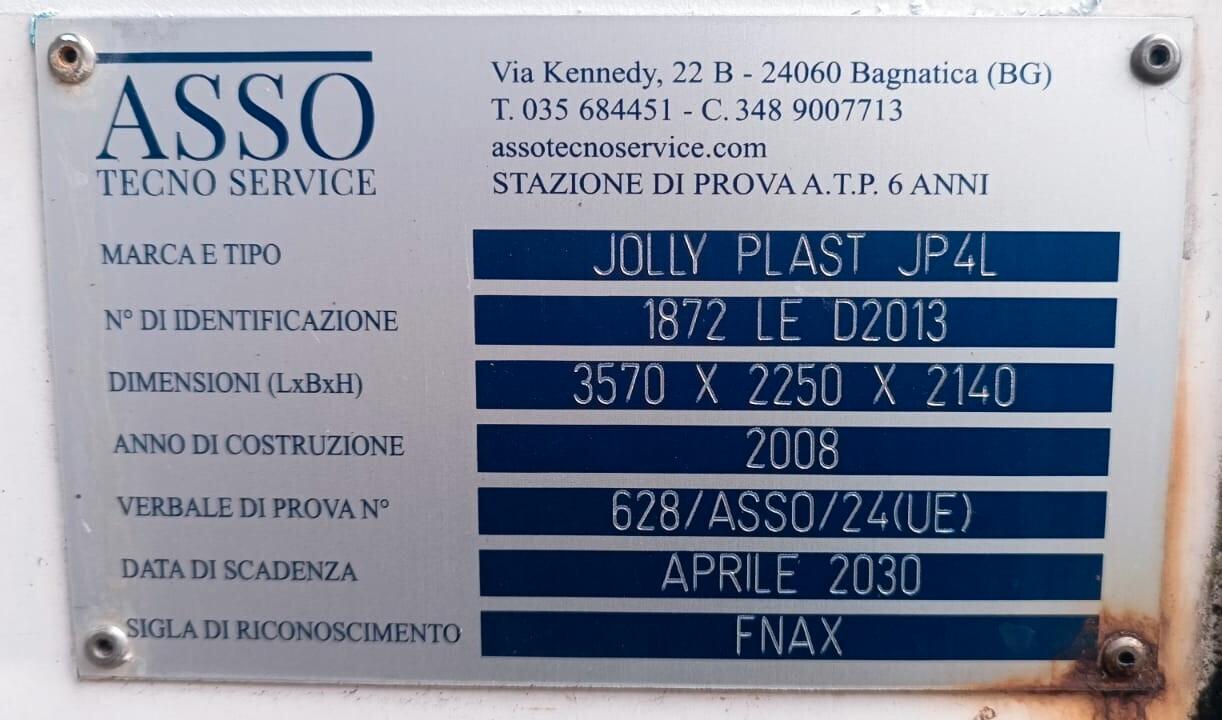 ASSO
TECNO SERVICE
Via Kennedy, 22 B - 24060 Bagnatica (BG)
T. 035 684451 - C. 348 9007713
assotecnoservice.com
STAZIONE DI PROVA A.T.P. 6 ANNI
MARCA E TIPO JOLLY PLAST JP4L
N° DI IDENTIFICAZIONE 1872 LE D2013
DIMENSIONI (LxBxH) 3570 X 2250 X 2140
ANNO DI COSTRUZIONE 2008
VERBALE DI PROVA N° 628/ASSO/24(UE)
DATA DI SCADENZA APRILE 2030
SIGLA DI RICONOSCIMENTO FNAX